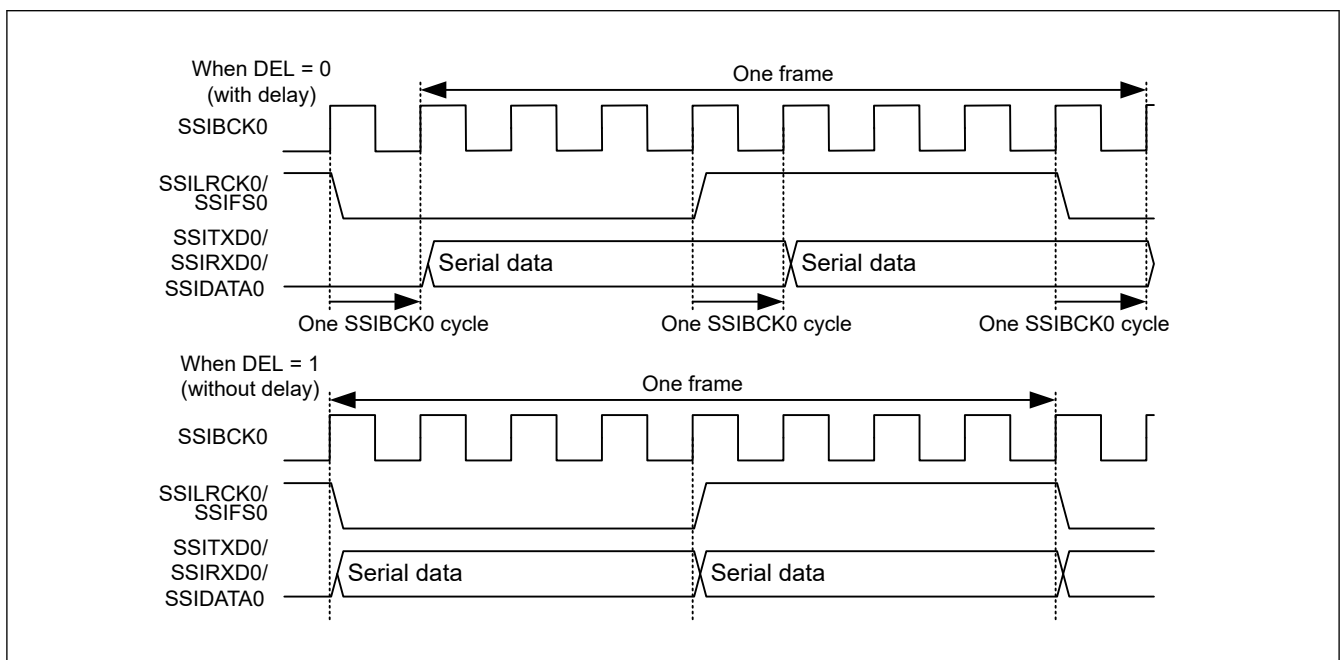 When DEL = 0
(with delay)
One frame
SSIBCK0
SSILRCK0/
SSIFS0
SSITXD0/
SSIRXD0/
SSIDATA0
Serial data
Serial data
One SSIBCK0 cycle
One SSIBCK0 cycle
One SSIBCK0 cycle
When DEL = 1
(without delay)
One frame
SSIBCK0
SSILRCK0/
SSIFS0
SSITXD0/
SSIRXD0/
SSIDATA0
Serial data
Serial data